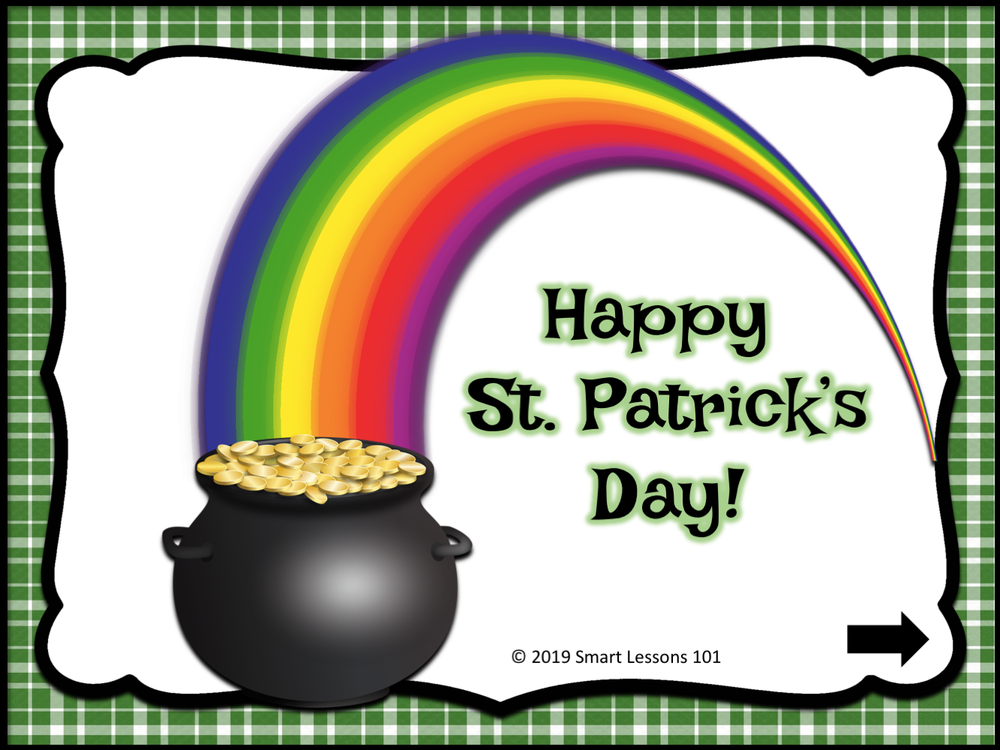 Happy
St. Patrick's
Day!
© 2019 Smart Lessons 101